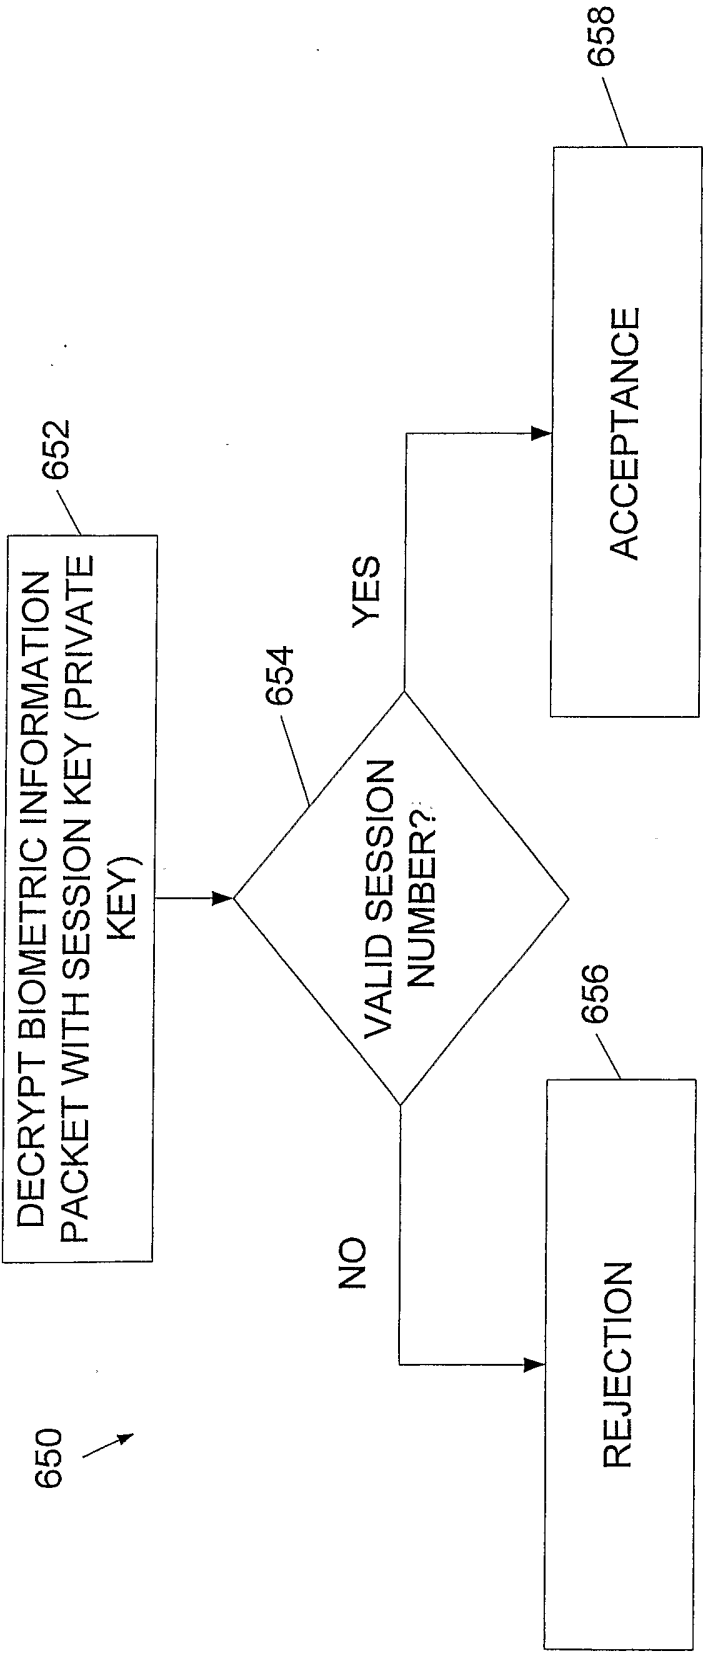 650
DECRYPT BIOMETRIC INFORMATION
PACKET WITH SESSION KEY (PRIVATE
KEY)
652
654
VALID SESSION
NUMBER?
NO
YES
656
REJECTION
658
ACCEPTANCE